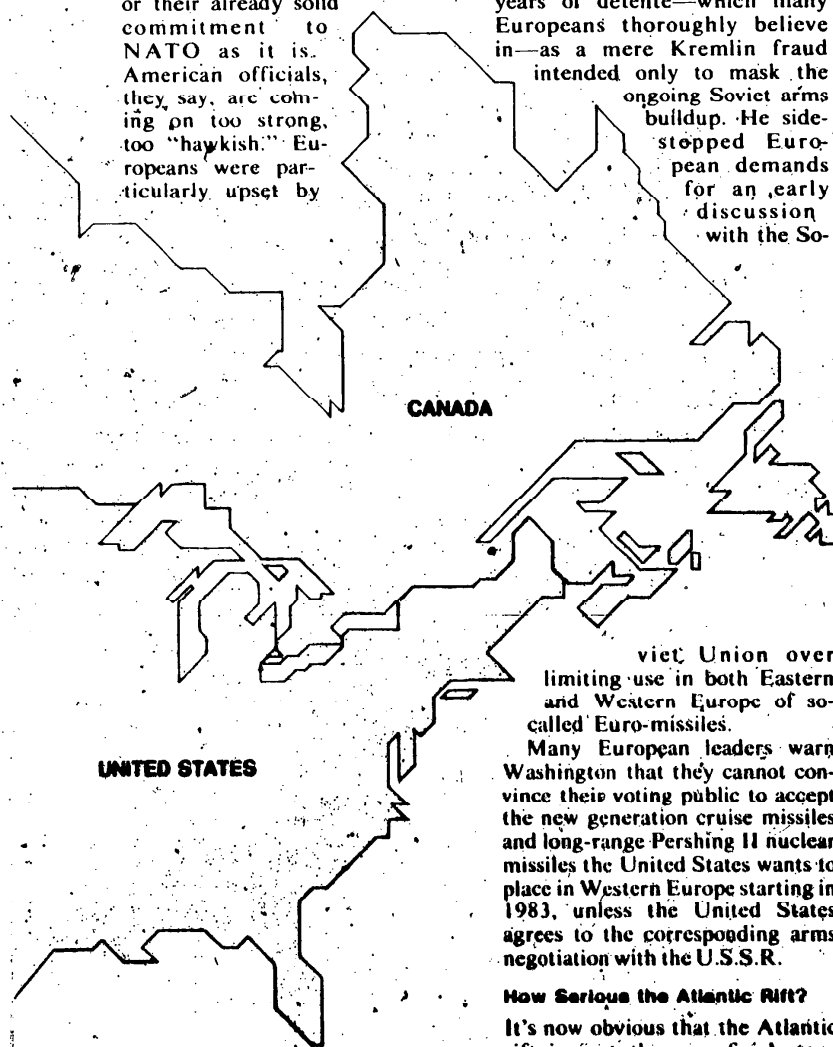 or their already solid
commitment to
NATO as it is.
American officials,
they say, are com-
ing on too strong,
too "hawkish." Eu-
ropeans were par-
ticularly upset by
years of detente—which many
Europeans thoroughly believe
in—as a mere Kremlin fraud
intended only to mask the
ongoing Soviet arms
buildup. He side-
stepped Euro-
pean demands
for an early
discussion
with the So-
CANADA
UNITED STATES
viet Union over
limiting use in both Eastern
and Western Europe of so-
called Euro-missiles.
Many European leaders warn
Washington that they cannot con-
vince their voting public to accept
the new generation cruise missiles
and long-range Pershing II nuclear
missiles the United States wants to
place in Western Europe starting in
1983, unless the United States
agrees to the corresponding arms
negotiation with the U.S.S.R.
How Serious the Atlantic Rift?
It's now obvious that the Atlantic